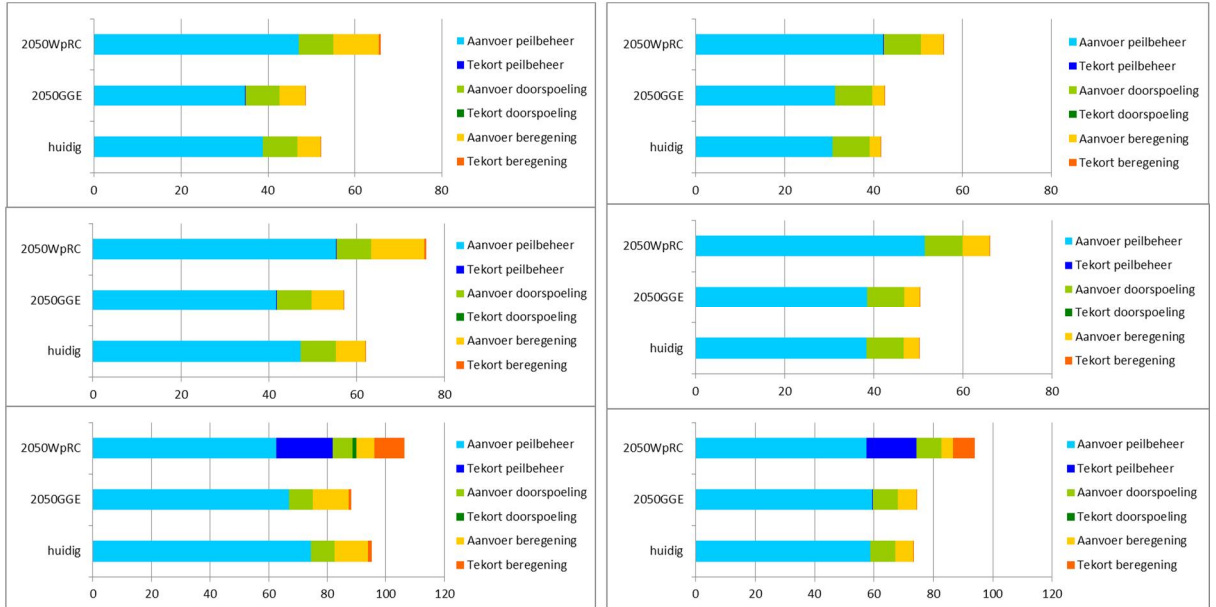 2050WpRC
2050GGE
huidig
0 20 40 60 80
Aanvoer peilbeheer
Tekort peilbeheer
Aanvoer doorspoeling
Tekort doorspoeling
Aanvoer beregening
Tekort beregening
2050WpRC
2050GGE
huidig
0 20 40 60 80
Aanvoer peilbeheer
Tekort peilbeheer
Aanvoer doorspoeling
Tekort doorspoeling
Aanvoer beregening
Tekort beregening
2050WpRC
2050GGE
huidig
0 20 40 60 80
Aanvoer peilbeheer
Tekort peilbeheer
Aanvoer doorspoeling
Tekort doorspoeling
Aanvoer beregening
Tekort beregening
2050WpRC
2050GGE
huidig
0 20 40 60 80
Aanvoer peilbeheer
Tekort peilbeheer
Aanvoer doorspoeling
Tekort doorspoeling
Aanvoer beregening
Tekort beregening
2050WpRC
2050GGE
huidig
0 20 40 60 80 100 120
Aanvoer peilbeheer
Tekort peilbeheer
Aanvoer doorspoeling
Tekort doorspoeling
Aanvoer beregening
Tekort beregening
2050WpRC
2050GGE
huidig
0 20 40 60 80 100 120
Aanvoer peilbeheer
Tekort peilbeheer
Aanvoer doorspoeling
Tekort doorspoeling
Aanvoer beregening
Tekort beregening